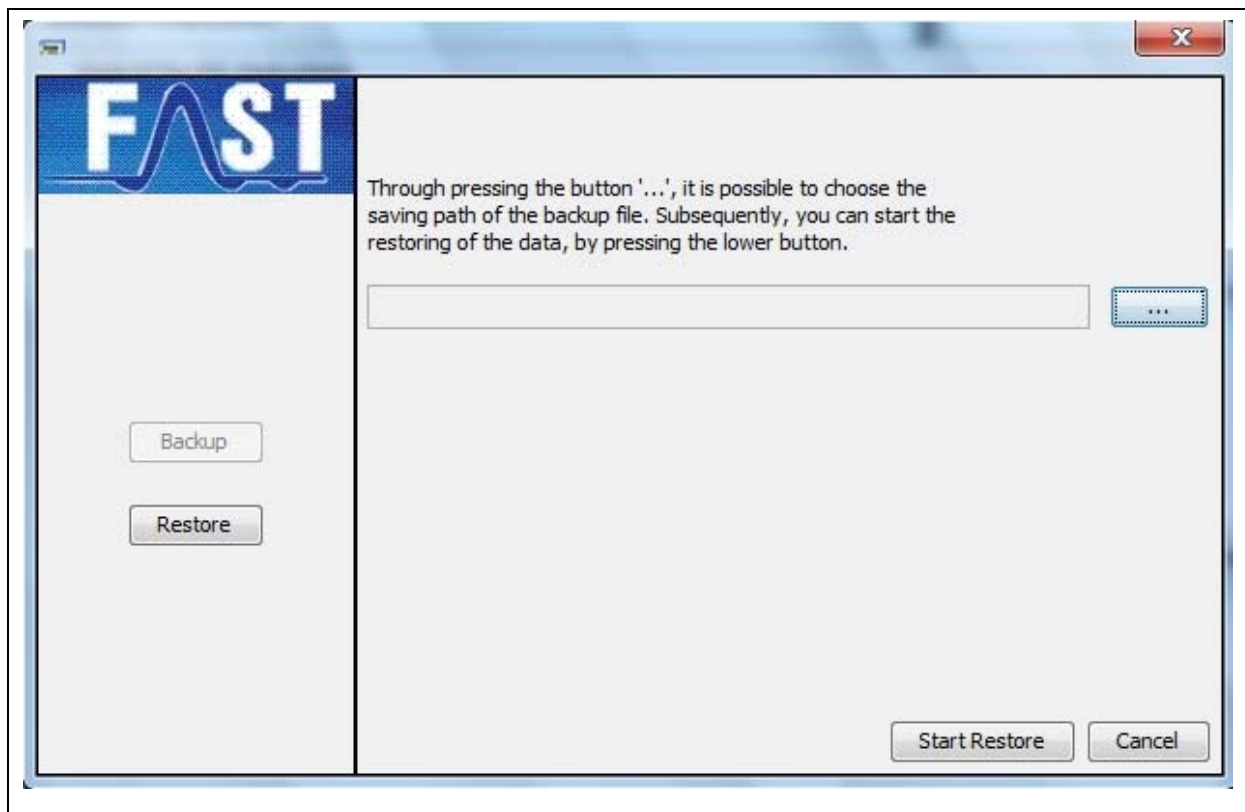 FAST
Through pressing the button '...', it is possible to choose the
saving path of the backup file. Subsequently, you can start the
restoring of the data, by pressing the lower button.
...
Backup
Restore
Start Restore
Cancel